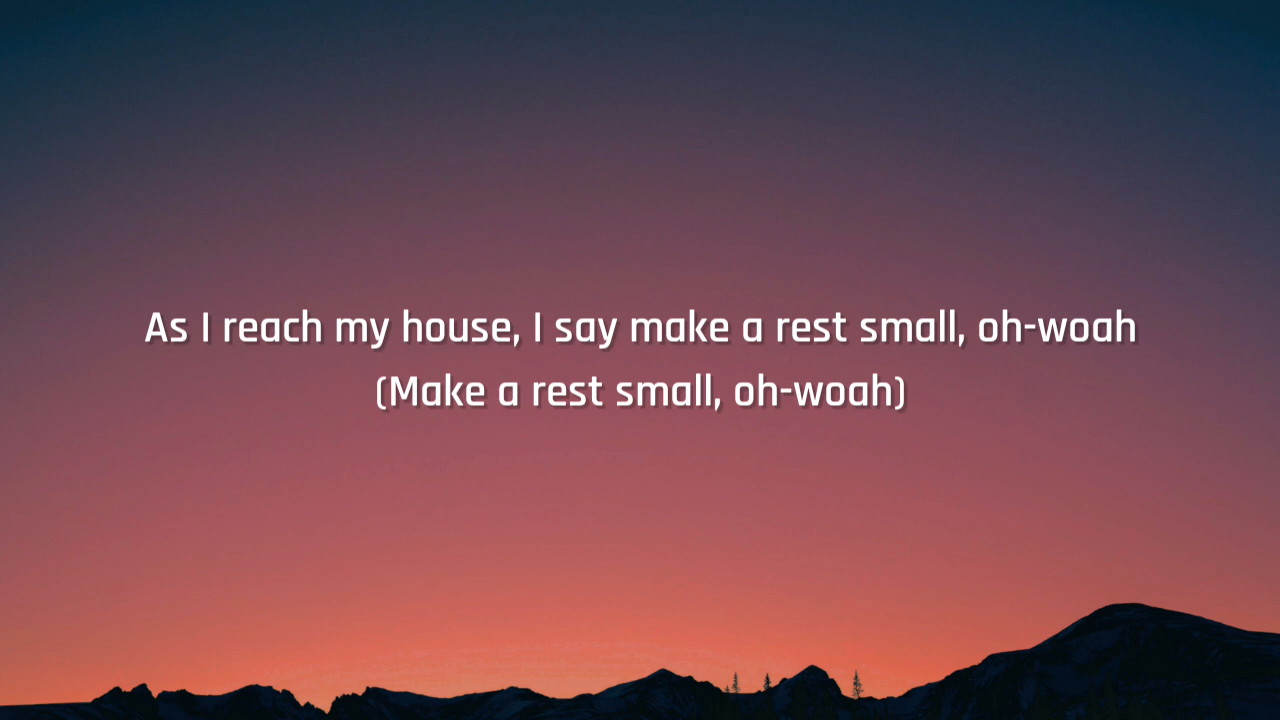 As I reach my house, I say make a rest small, oh-woah
(Make a rest small, oh-woah)